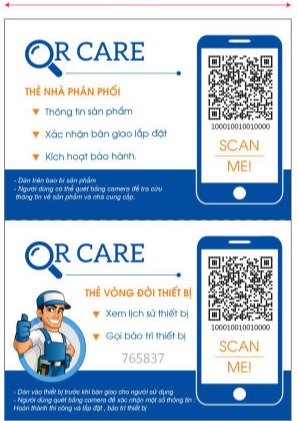 QR CARE
THẺ NHÀ PHÂN PHỐI
Thông tin sản phẩm
Xác nhận bàn giao lắp đặt
Kích hoạt bảo hành.
10001001001000
SCAN
ME!
- Dán trên bao bì sản phẩm
- Người dùng có thể quét bằng camera để tra cứu
thông tin về sản phẩm và nhà cung cấp.
QR CARE
THẺ VÒNG ĐỜI THIẾT BỊ
Xem lịch sử thiết bị
Gọi bảo trì thiết bị
765837
10001001001000
SCAN
ME!
- Dán vào thiết bị trước khi bàn giao cho người sử dụng
- Người dùng quét bằng camera để xác nhận một số thông tin :
Hoàn thành thi công và lắp đặt , bảo trì thiết bị